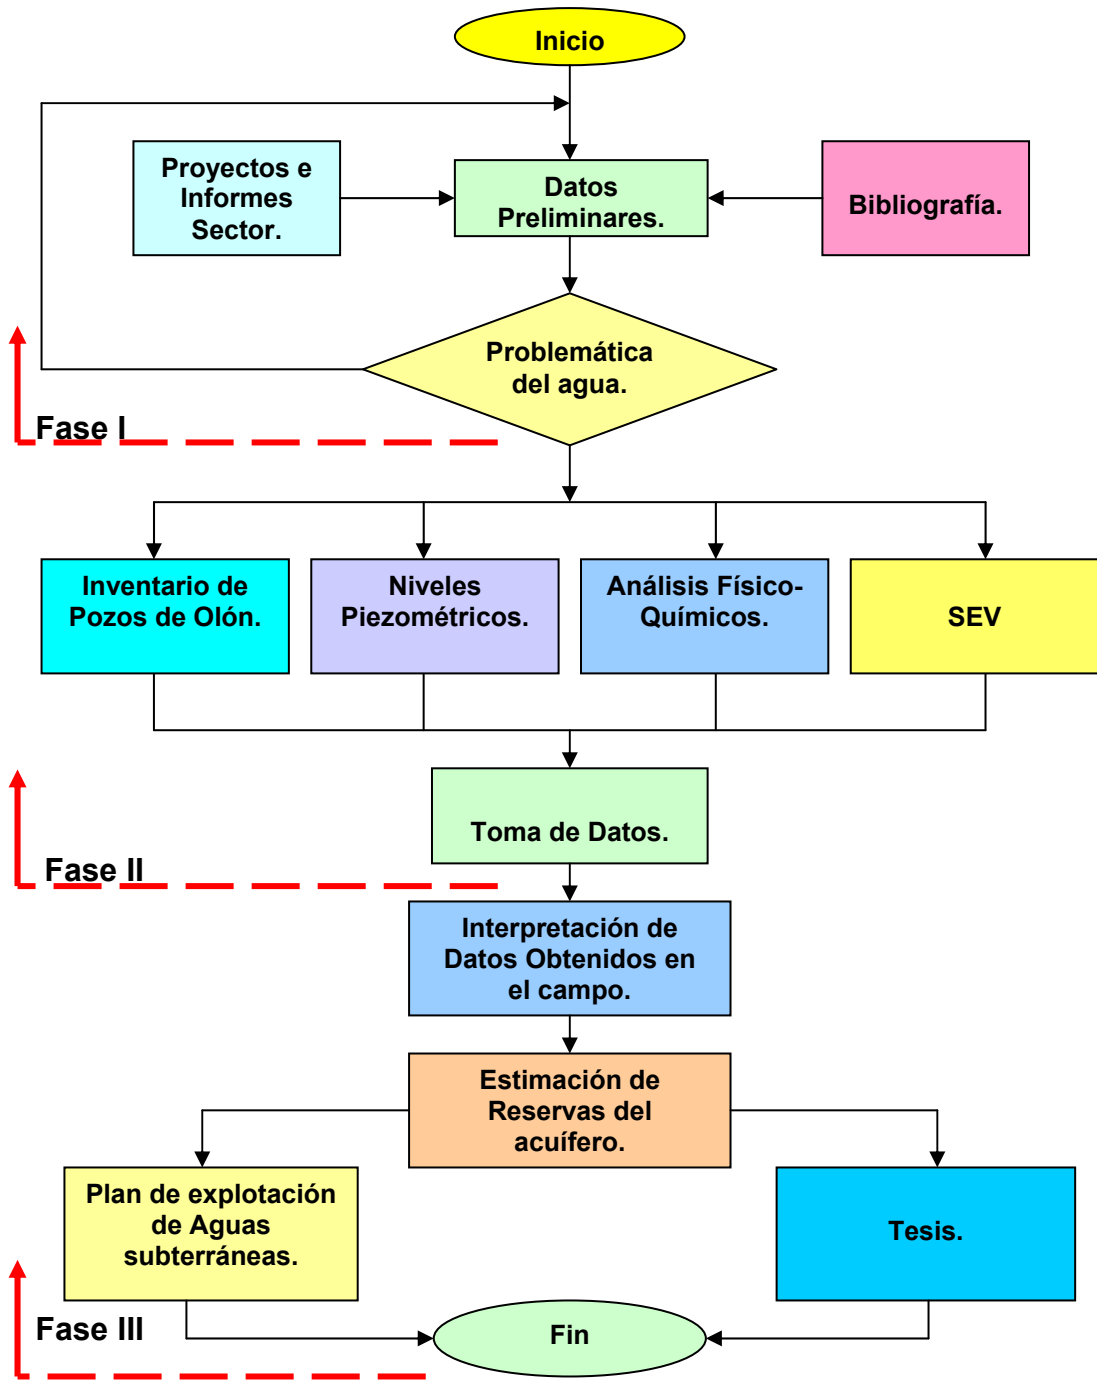 Inicio
Proyectos e
Informes
Sector.
Datos
Preliminares.
Bibliografía.
Problemática
del agua.
Fase I
Inventario de
Pozos de Olón.
Niveles
Piezométricos.
Análisis Físico-
Químicos.
SEV
Toma de Datos.
Fase II
Interpretación de
Datos Obtenidos en
el campo.
Estimación de
Reservas del
acuífero.
Plan de explotación
de Aguas
subterráneas.
Tesis.
Fase III
Fin